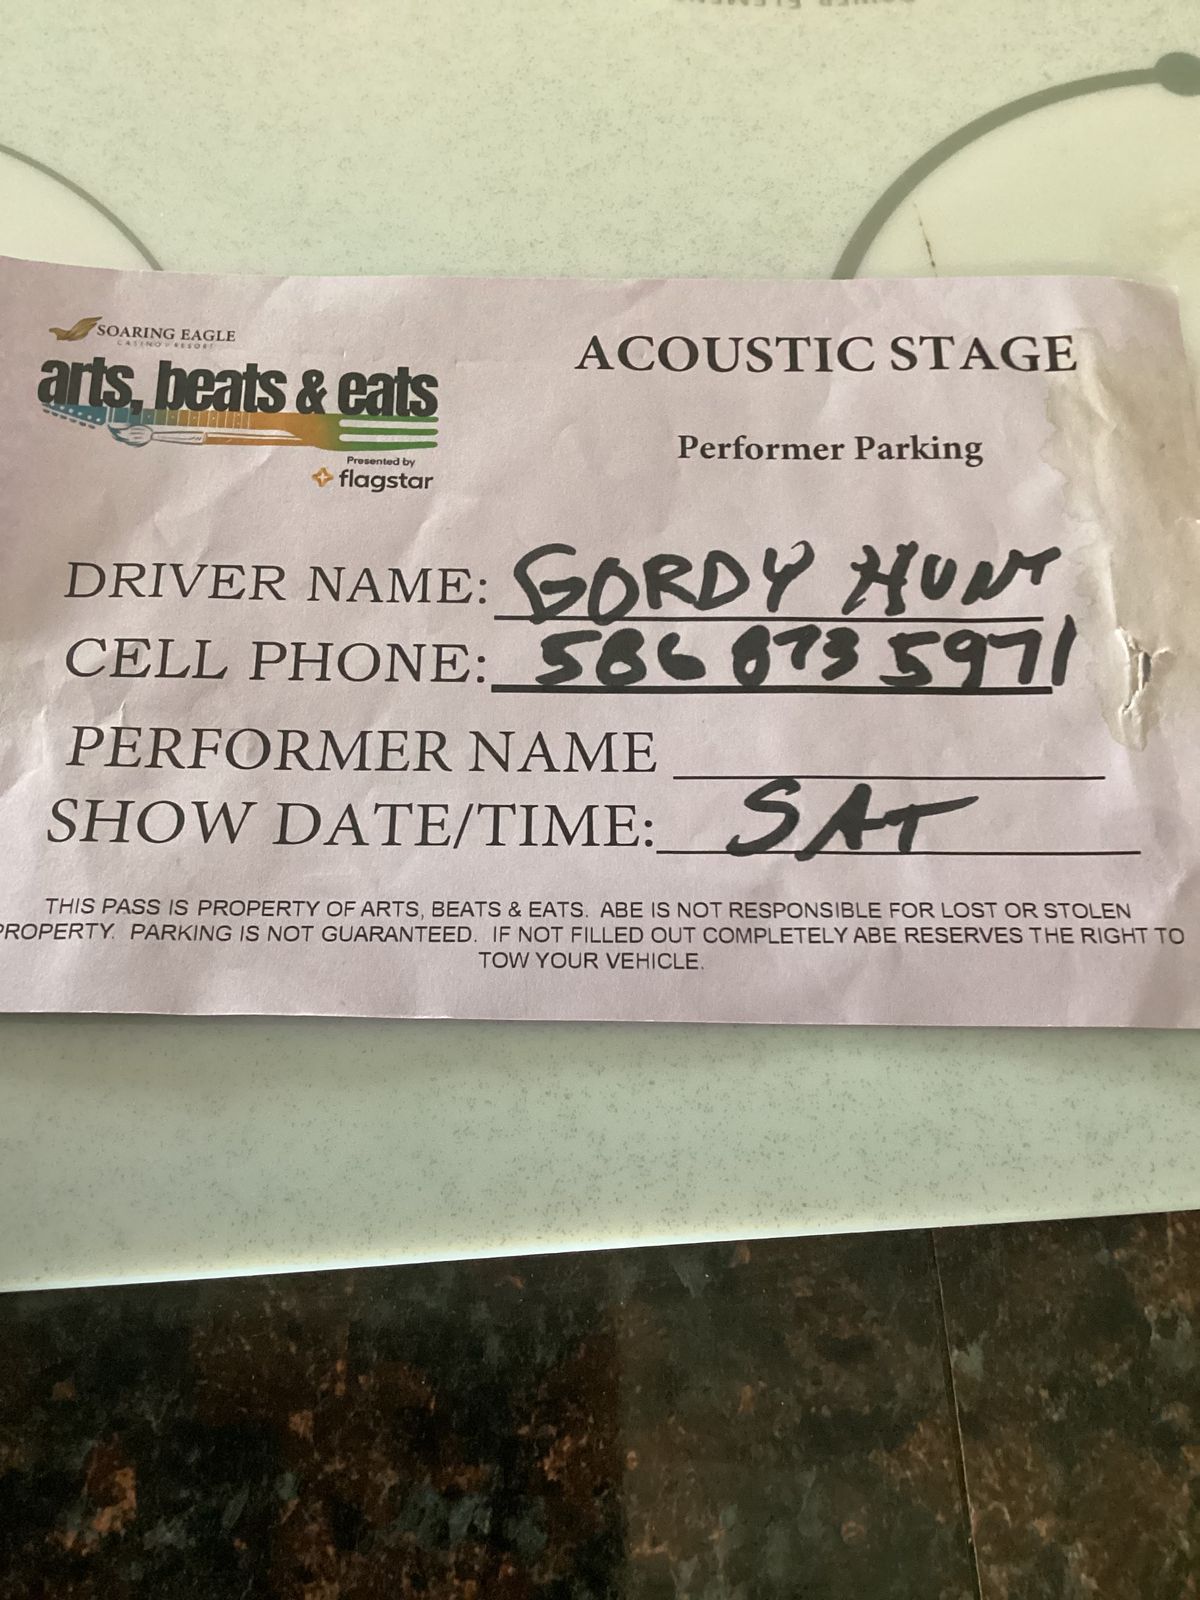 SOARING EAGLE
CASINO & RESORT
arts, beats & eats
Presented by
flagstar
ACOUSTIC STAGE
Performer Parking
DRIVER NAME: GORDY HUNT
CELL PHONE: 586 873 5971
PERFORMER NAME
SHOW DATE/TIME: SAT
THIS PASS IS PROPERTY OF ARTS, BEATS & EATS. ABE IS NOT RESPONSIBLE FOR LOST OR STOLEN
PROPERTY. PARKING IS NOT GUARANTEED. IF NOT FILLED OUT COMPLETELY ABE RESERVES THE RIGHT TO
TOW YOUR VEHICLE.